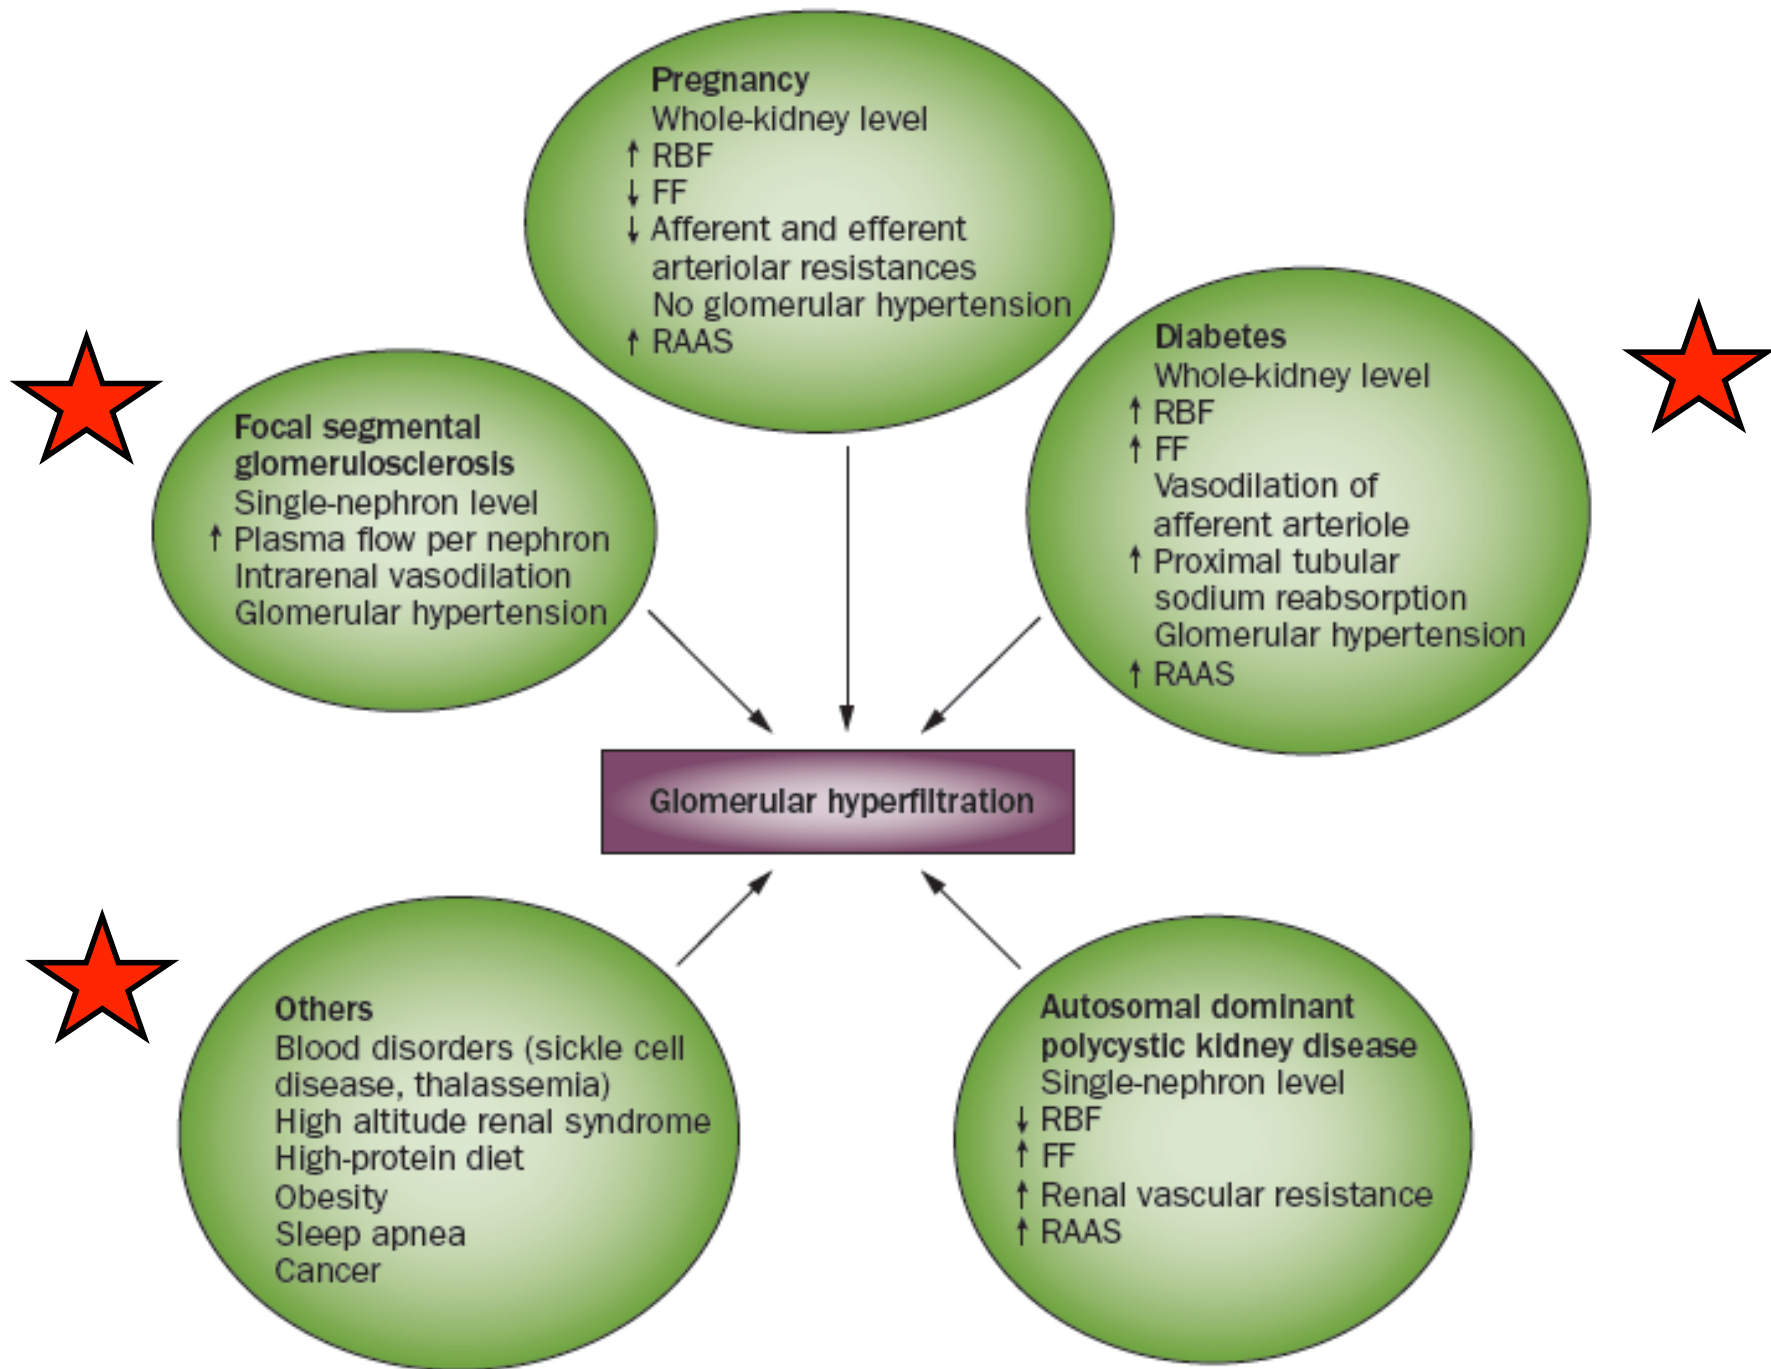 Pregnancy
Whole-kidney level
↑ RBF
↓ FF
↓ Afferent and efferent
arteriolar resistances
No glomerular hypertension
↑ RAAS
Focal segmental
glomerulosclerosis
Single-nephron level
↑ Plasma flow per nephron
Intrarenal vasodilation
Glomerular hypertension
Diabetes
Whole-kidney level
↑ RBF
↑ FF
Vasodilation of
afferent arteriole
↑ Proximal tubular
sodium reabsorption
Glomerular hypertension
↑ RAAS
Glomerular hyperfiltration
Others
Blood disorders (sickle cell
disease, thalassemia)
High altitude renal syndrome
High-protein diet
Obesity
Sleep apnea
Cancer
Autosomal dominant
polycystic kidney disease
Single-nephron level
↓ RBF
↑ FF
↑ Renal vascular resistance
↑ RAAS